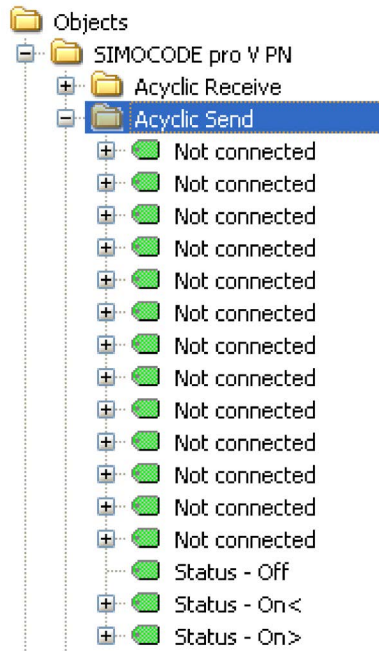 Objects
SIMOCODE pro V PN
Acyclic Receive
Acyclic Send
Not connected
Not connected
Not connected
Not connected
Not connected
Not connected
Not connected
Not connected
Not connected
Not connected
Not connected
Not connected
Not connected
Status - Off
Status - On<
Status - On>